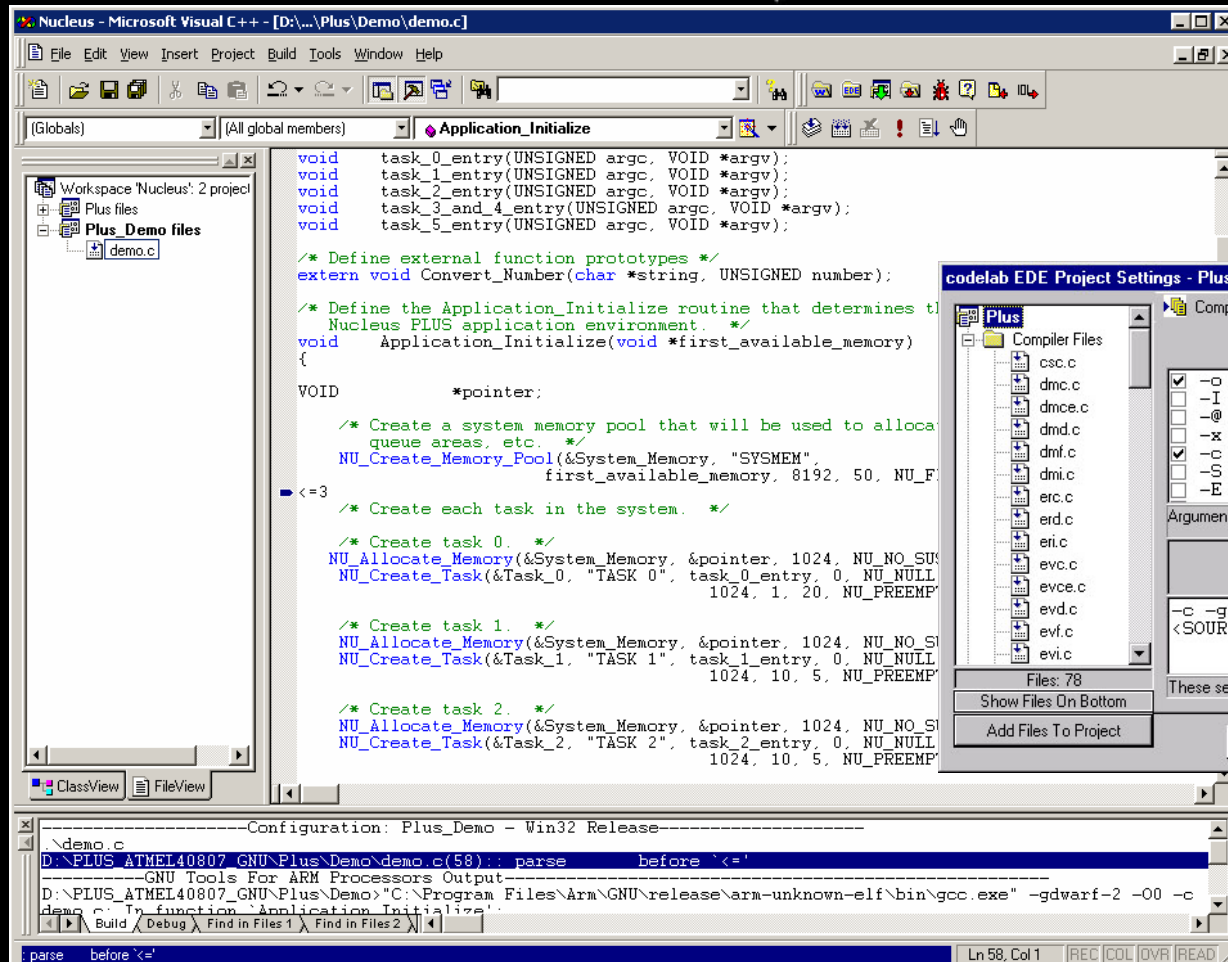 Nucleus - Microsoft Visual C++ - [D:\...\Plus\Demo\demo.c]
File Edit View Insert Project Build Tools Window Help
(Globals) (All global members) Application_Initialize
Workspace 'Nucleus': 2 project
Plus files
Plus_Demo files
demo.c
ClassView FileView
void task_0_entry(UNSIGNED argc, VOID *argv);
void task_1_entry(UNSIGNED argc, VOID *argv);
void task_2_entry(UNSIGNED argc, VOID *argv);
void task_3_and_4_entry(UNSIGNED argc, VOID *argv);
void task_5_entry(UNSIGNED argc, VOID *argv);
/* Define external function prototypes */
extern void Convert_Number(char *string, UNSIGNED number);
/* Define the Application_Initialize routine that determines t
Nucleus PLUS application environment. */
void Application_Initialize(void *first_available_memory)
{
VOID *pointer;
/* Create a system memory pool that will be used to alloca
queue areas, etc. */
NU_Create_Memory_Pool(&System_Memory, "SYSMEM",
first_available_memory, 8192, 50, NU_F
<=3
/* Create each task in the system. */
/* Create task 0. */
NU_Allocate_Memory(&System_Memory, &pointer, 1024, NU_NO_SUS
NU_Create_Task(&Task_0, "TASK 0", task_0_entry, 0, NU_NULL
1024, 1, 20, NU_PREEMP
/* Create task 1. */
NU_Allocate_Memory(&System_Memory, &pointer, 1024, NU_NO_SU
NU_Create_Task(&Task_1, "TASK 1", task_1_entry, 0, NU_NULL
1024, 10, 5, NU_PREEMP
/* Create task 2. */
NU_Allocate_Memory(&System_Memory, &pointer, 1024, NU_NO_SU
NU_Create_Task(&Task_2, "TASK 2", task_2_entry, 0, NU_NULL
1024, 10, 5, NU_PREEMP
codelab EDE Project Settings - Plus
Plus
Compiler Files
csc.c
dmc.c
dmce.c
dmd.c
dmf.c
dmi.c
erc.c
erd.c
eri.c
evc.c
evce.c
evd.c
evf.c
evi.c
Files: 78
Show Files On Bottom
Add Files To Project
Comp
-o
-I
-@
-x
-c
-S
-E
Argumen
-c -g
<SOUR
These se
--------------------Configuration: Plus_Demo - Win32 Release--------------------
.\demo.c
D:\PLUS_ATMEL40807_GNU\Plus\Demo\demo.c(58):: parse before `<='
----------GNU Tools For ARM Processors Output-----------------------------------------------------
D:\PLUS_ATMEL40807_GNU\Plus\Demo>"C:\Program Files\Arm\GNU\release\arm-unknown-elf\bin\gcc.exe" -gdwarf-2 -O0 -c
demo.c: In function `Application_Initialize':
Build Debug Find in Files 1 Find in Files 2
: parse before `<=' Ln 58, Col 1 REC COL OVR READ